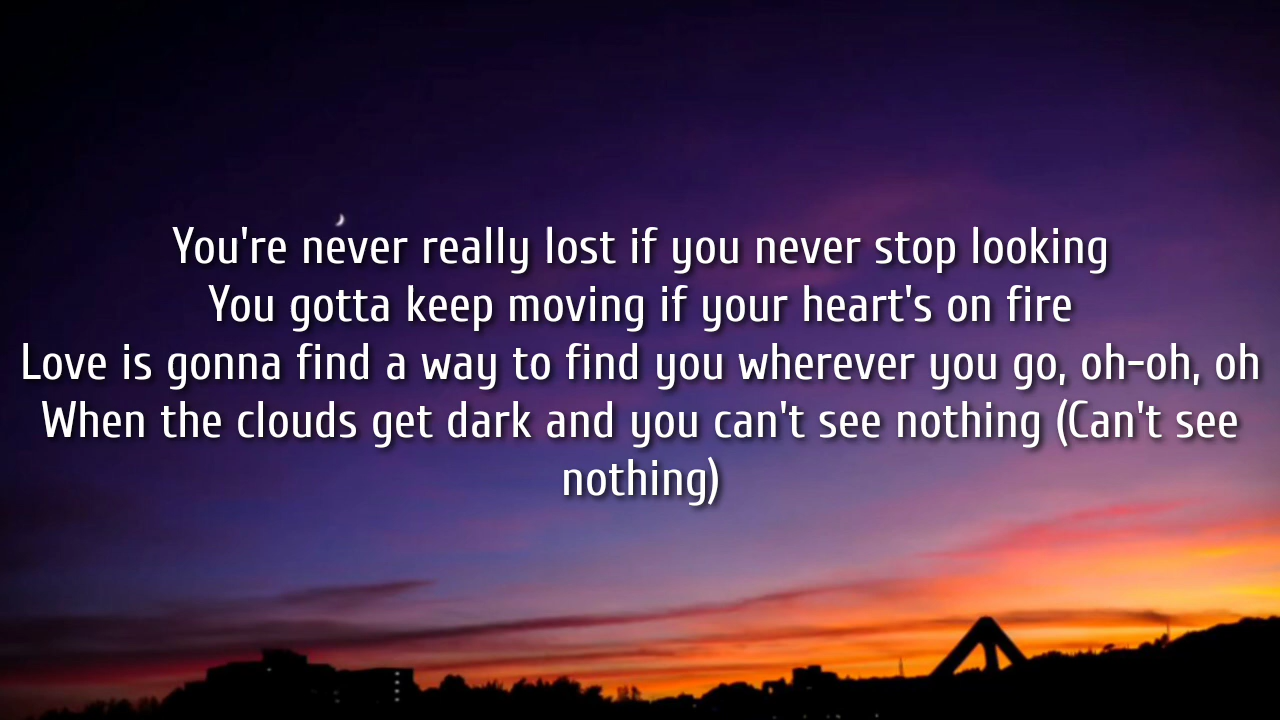 You're never really lost if you never stop looking
You gotta keep moving if your heart's on fire
Love is gonna find a way to find you wherever you go, oh-oh, oh
When the clouds get dark and you can't see nothing (Can't see
nothing)